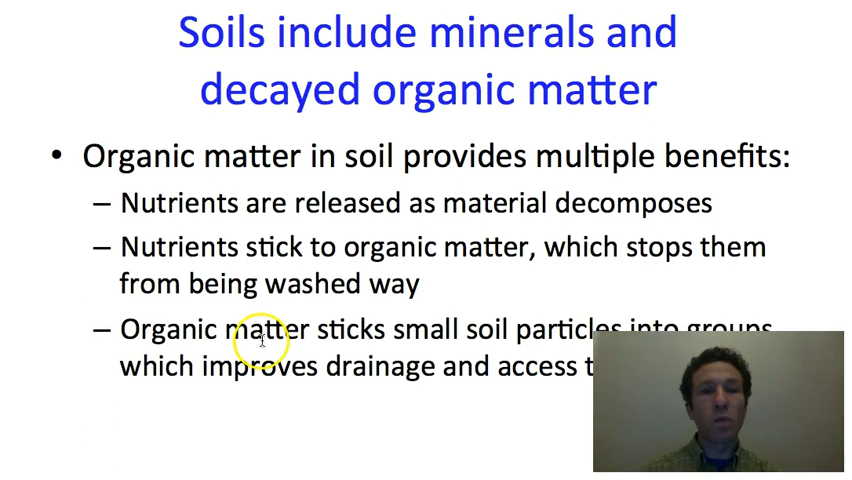 Soils include minerals and
decayed organic matter
• Organic matter in soil provides multiple benefits:
– Nutrients are released as material decomposes
– Nutrients stick to organic matter, which stops them
from being washed way
– Organic matter sticks small soil particles into groups
which improves drainage and access t